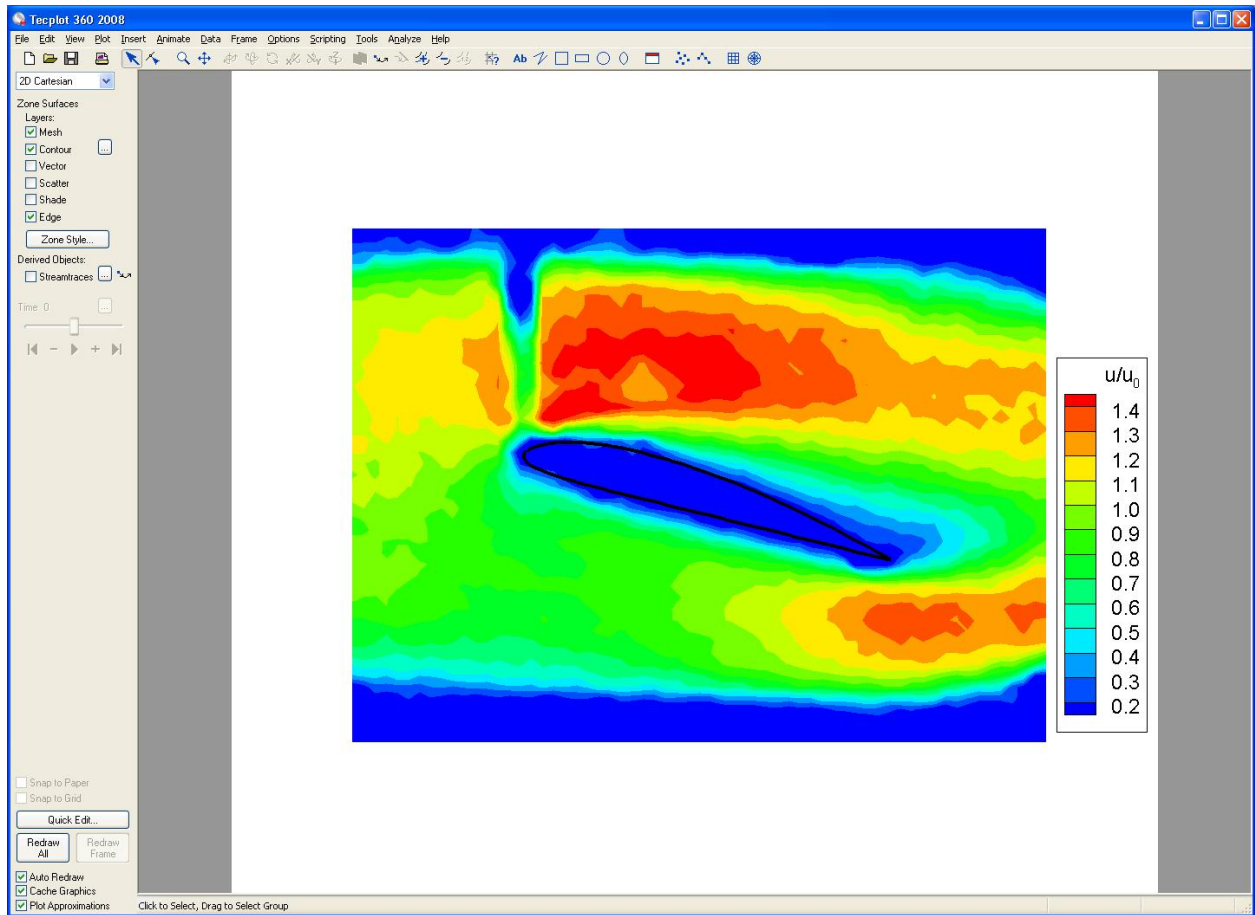 Tecplot 360 2008
File Edit View Plot Insert Animate Data Frame Options Scripting Tools Analyze Help
Ab
2D Cartesian
Zone Surfaces
Layers:
Mesh
Contour ...
Vector
Scatter
Shade
Edge
Zone Style...
Derived Objects:
Streamtraces ...
Time 0 ...
u/u₀
1.4
1.3
1.2
1.1
1.0
0.9
0.8
0.7
0.6
0.5
0.4
0.3
0.2
Snap to Paper
Snap to Grid
Quick Edit...
Redraw All
Redraw Frame
Auto Redraw
Cache Graphics
Plot Approximations
Click to Select, Drag to Select Group